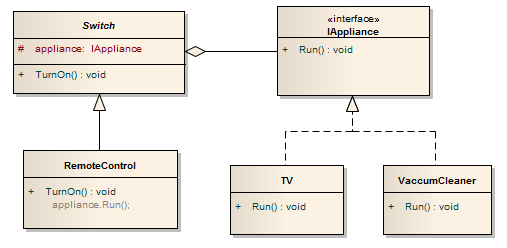 Switch
# appliance: IAppliance
+ TurnOn() : void
«interface»
IAppliance
+ Run() : void
RemoteControl
+ TurnOn() : void
appliance.Run();
TV
+ Run() : void
VaccumCleaner
+ Run() : void